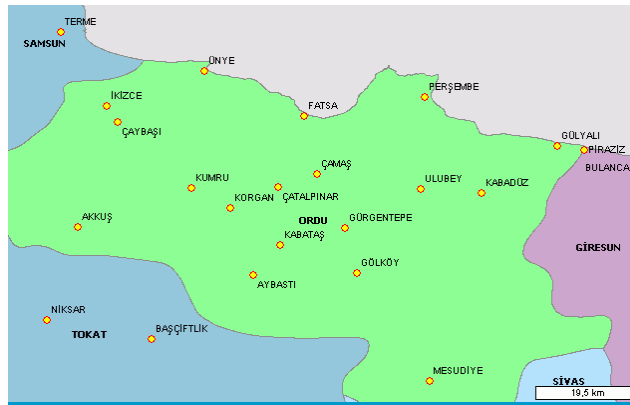 TERME
SAMSUN
ÜNYE
İKİZCE
PERŞEMBE
FATSA
ÇAYBAŞI
GÜLYALI
PİRAZİZ
BULANCA
ÇAMAŞ
KUMRU
ULUBEY
KABADÜZ
KORGAN
ÇATALPINAR
AKKUŞ
ORDU
GÜRGENTEPE
KABATAŞ
GİRESUN
GÖLKÖY
AYBASTI
NİKSAR
BAŞÇİFTLİK
TOKAT
MESUDİYE
SİVAS
19,5 km